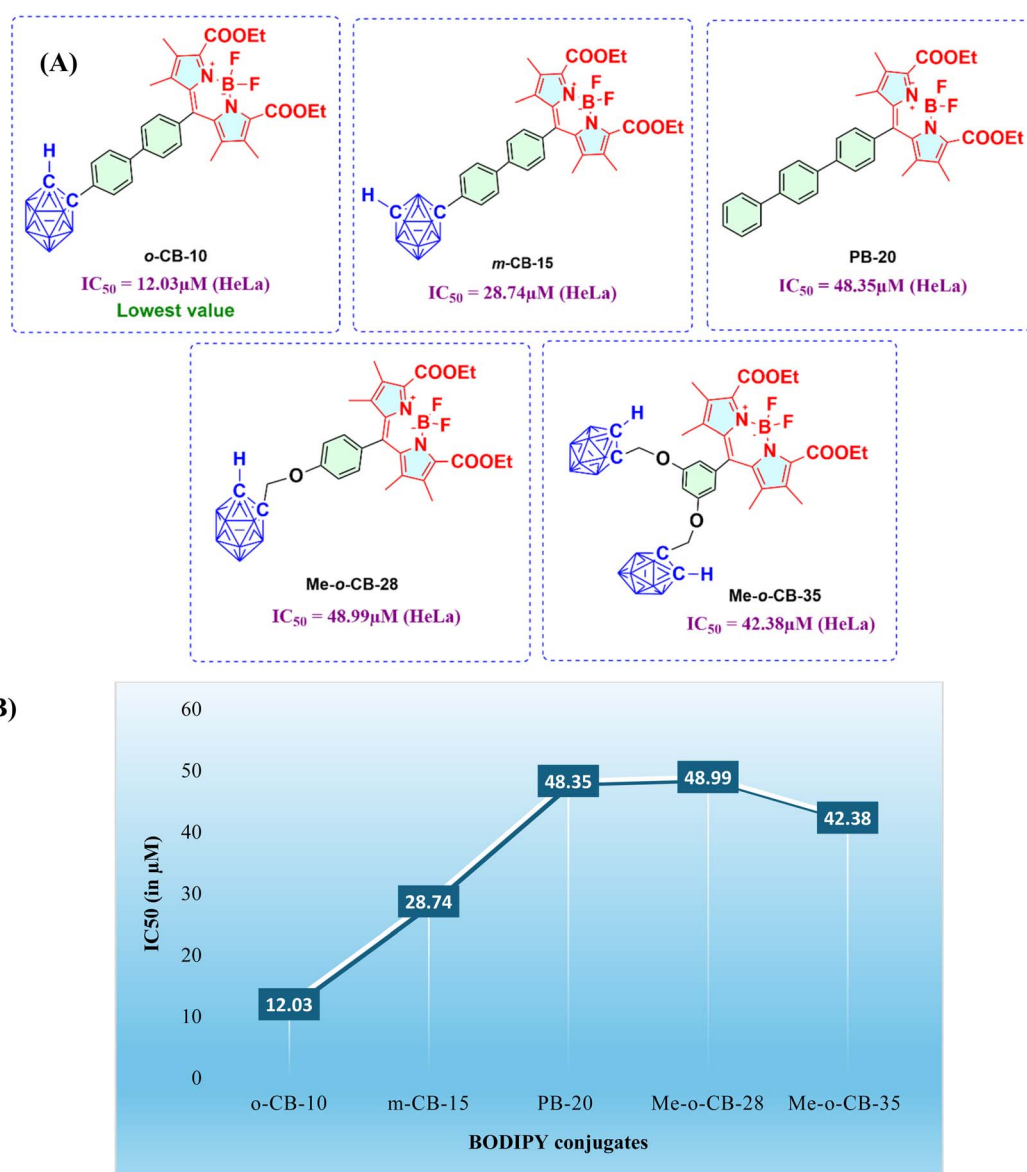 (A)
COOEt
F
N+
-B-F
N
COOEt
H
C
C
o-CB-10
IC50 = 12.03µM (HeLa)
Lowest value
COOEt
F
N+
-B-F
N
COOEt
H
C
C
m-CB-15
IC50 = 28.74µM (HeLa)
COOEt
F
N+
B-F
N
COOEt
PB-20
IC50 = 48.35µM (HeLa)
COOEt
F
N+
-B-F
N
COOEt
H
C
C
O
Me-o-CB-28
IC50 = 48.99µM (HeLa)
COOEt
H
C
C
O
F
N+
-B-F
N
COOEt
O
C
C-H
Me-o-CB-35
IC50 = 42.38µM (HeLa)
B)
60
50
40
30
20
10
0
IC50 (in µM)
12.03
28.74
48.35
48.99
42.38
o-CB-10 m-CB-15 PB-20 Me-o-CB-28 Me-o-CB-35
BODIPY conjugates